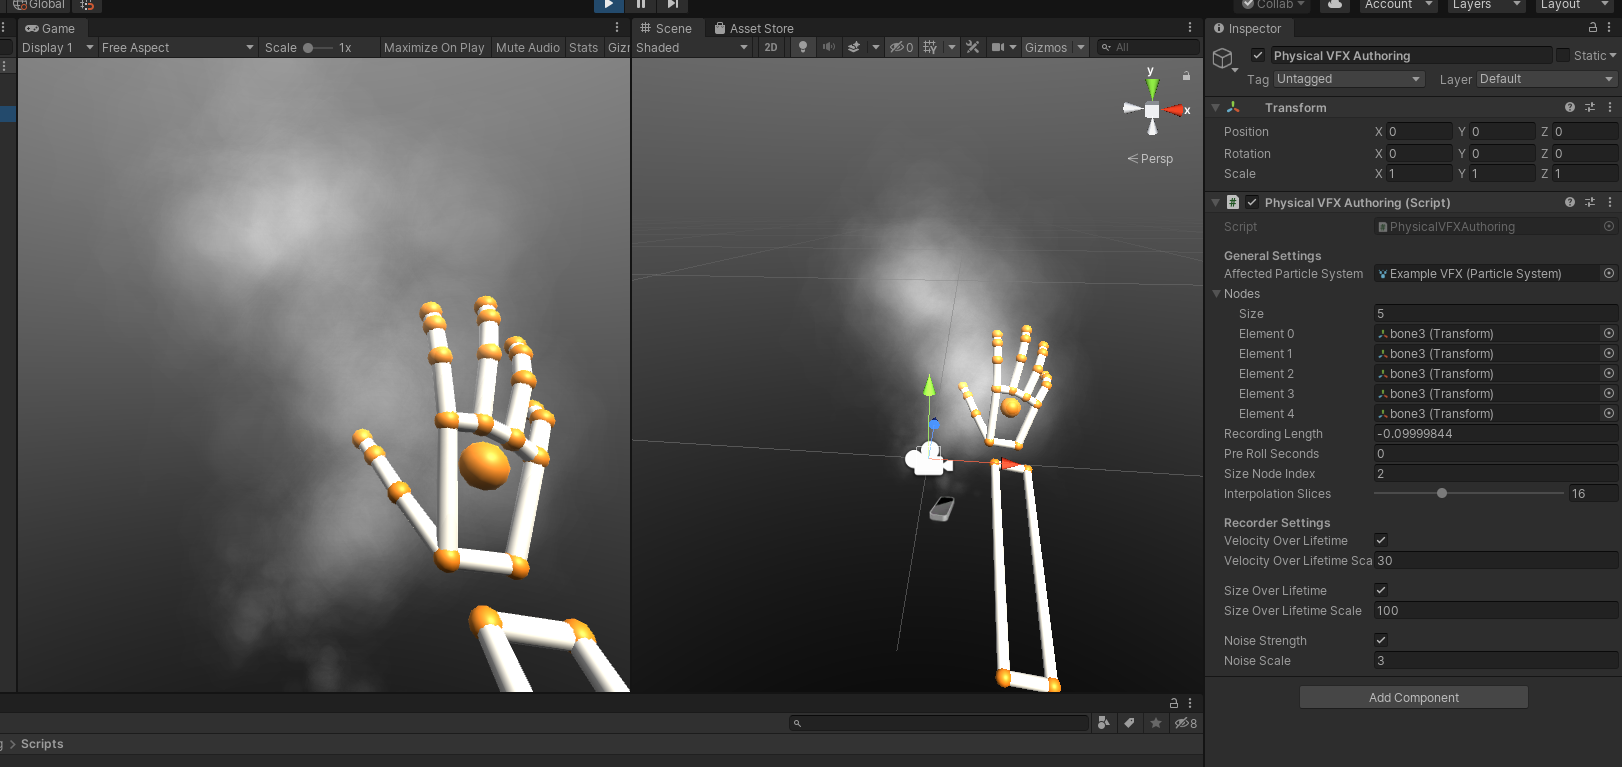 Global
Collab
Account
Layers
Layout
Game
Display 1
Free Aspect
Scale
1x
Maximize On Play
Mute Audio
Stats
Giz
Scene
Asset Store
Shaded
2D
0
Gizmos
All
y
x
Persp
Inspector
Physical VFX Authoring
Static
Tag
Untagged
Layer
Default
Transform
Position
X 0
Y 0
Z 0
Rotation
X 0
Y 0
Z 0
Scale
X 1
Y 1
Z 1
#
Physical VFX Authoring (Script)
Script
PhysicalVFXAuthoring
General Settings
Affected Particle System
Example VFX (Particle System)
Nodes
Size
5
Element 0
bone3 (Transform)
Element 1
bone3 (Transform)
Element 2
bone3 (Transform)
Element 3
bone3 (Transform)
Element 4
bone3 (Transform)
Recording Length
-0.09999844
Pre Roll Seconds
0
Size Node Index
2
Interpolation Slices
16
Recorder Settings
Velocity Over Lifetime
Velocity Over Lifetime Sca
30
Size Over Lifetime
Size Over Lifetime Scale
100
Noise Strength
Noise Scale
3
Add Component
8
Scripts